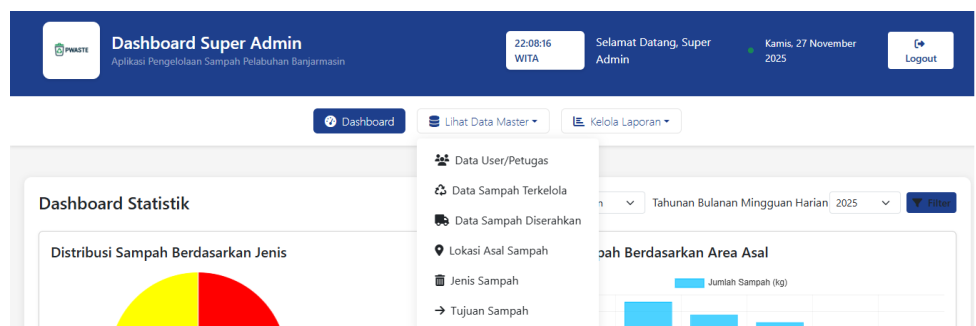 PWASTE
Dashboard Super Admin
Aplikasi Pengelolaan Sampah Pelabuhan Banjarmasin
22:08:16
WITA
Selamat Datang, Super
Admin
Kamis, 27 November
2025
Logout
Dashboard
Lihat Data Master
Kelola Laporan
Data User/Petugas
Data Sampah Terkelola
Data Sampah Diserahkan
Lokasi Asal Sampah
Jenis Sampah
Tujuan Sampah
Dashboard Statistik
Tahunan Bulanan Mingguan Harian 2025
Filter
Distribusi Sampah Berdasarkan Jenis
Berdasarkan Area Asal
Jumlah Sampah (kg)